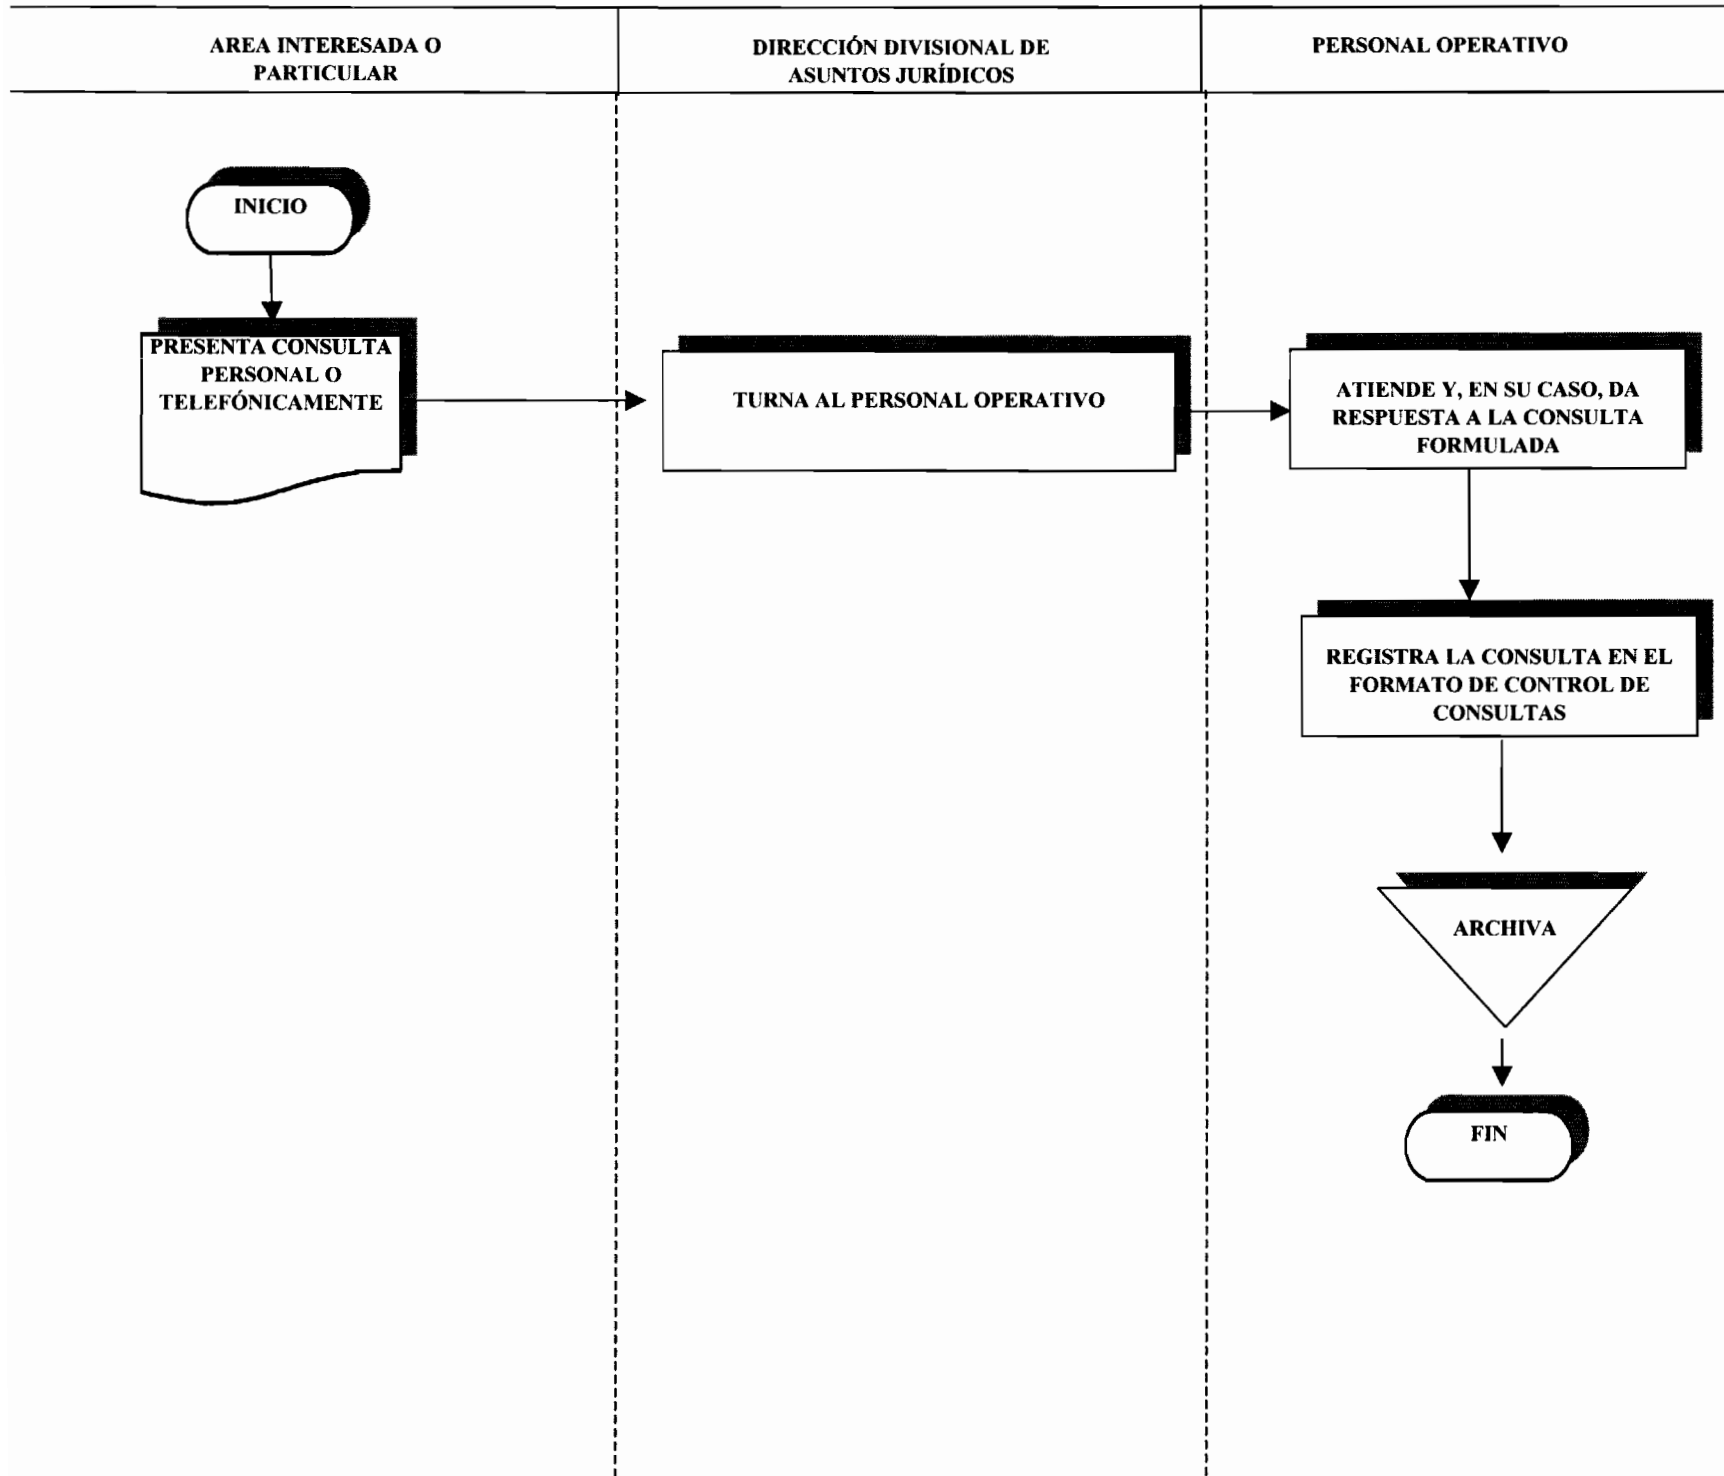 AREA INTERESADA O
PARTICULAR
DIRECCIÓN DIVISIONAL DE
ASUNTOS JURÍDICOS
PERSONAL OPERATIVO
INICIO
PRESENTA CONSULTA
PERSONAL O
TELEFÓNICAMENTE
TURNA AL PERSONAL OPERATIVO
ATIENDE Y, EN SU CASO, DA
RESPUESTA A LA CONSULTA
FORMULADA
REGISTRA LA CONSULTA EN EL
FORMATO DE CONTROL DE
CONSULTAS
ARCHIVA
FIN